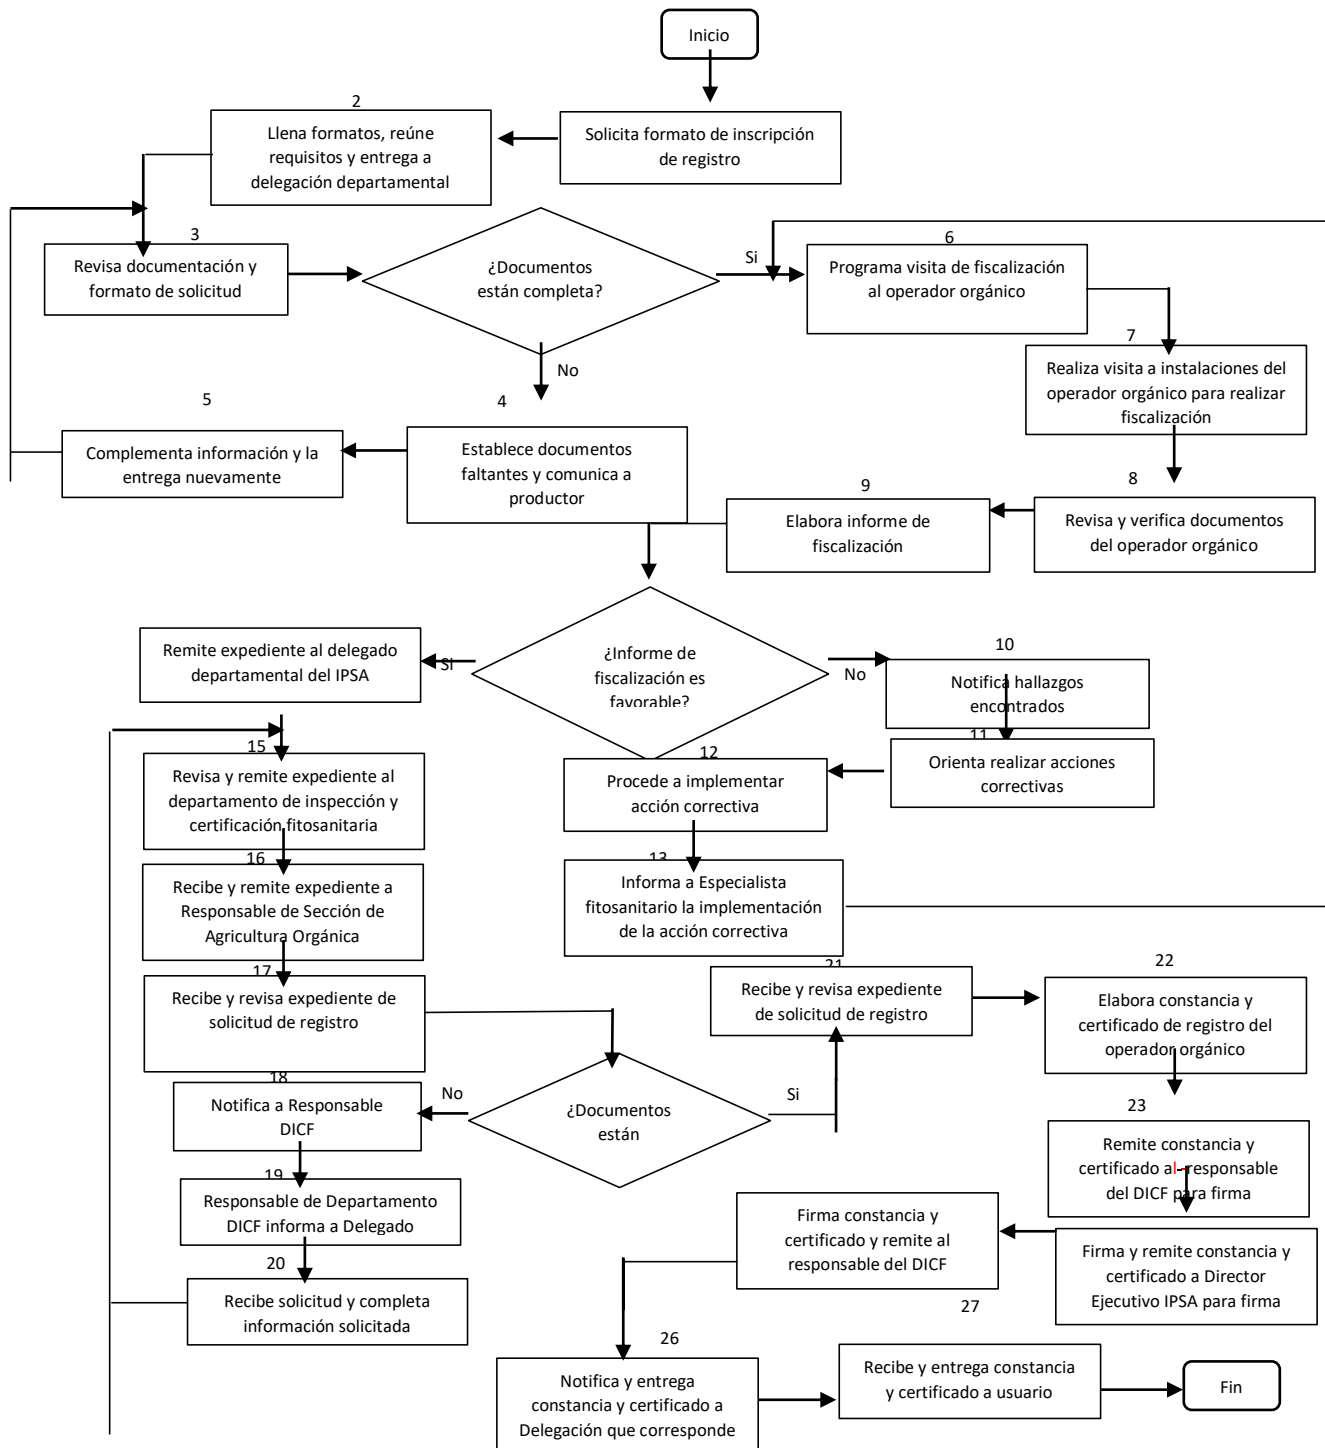 Inicio
Solicita formato de inscripción
de registro
2
Llena formatos, reúne
requisitos y entrega a
delegación departamental
3
Revisa documentación y
formato de solicitud
¿Documentos
están completa?
Si
No
4
Establece documentos
faltantes y comunica a
productor
5
Complementa información y la
entrega nuevamente
6
Programa visita de fiscalización
al operador orgánico
7
Realiza visita a instalaciones del
operador orgánico para realizar
fiscalización
8
Revisa y verifica documentos
del operador orgánico
9
Elabora informe de
fiscalización
¿Informe de
fiscalización es
favorable?
Si
No
Remite expediente al delegado
departamental del IPSA
10
Notifica hallazgos
encontrados
11
Orienta realizar acciones
correctivas
12
Procede a implementar
acción correctiva
13
Informa a Especialista
fitosanitario la implementación
de la acción correctiva
15
Revisa y remite expediente al
departamento de inspección y
certificación fitosanitaria
16
Recibe y remite expediente a
Responsable de Sección de
Agricultura Orgánica
17
Recibe y revisa expediente de
solicitud de registro
¿Documentos
están
No
Si
18
Notifica a Responsable
DICF
19
Responsable de Departamento
DICF informa a Delegado
20
Recibe solicitud y completa
información solicitada
21
Recibe y revisa expediente
de solicitud de registro
22
Elabora constancia y
certificado de registro del
operador orgánico
23
Remite constancia y
certificado al responsable
del DICF para firma
Firma y remite constancia y
certificado a Director
Ejecutivo IPSA para firma
Firma constancia y
certificado y remite al
responsable del DICF
26
Notifica y entrega
constancia y certificado a
Delegación que corresponde
27
Recibe y entrega constancia
y certificado a usuario
Fin